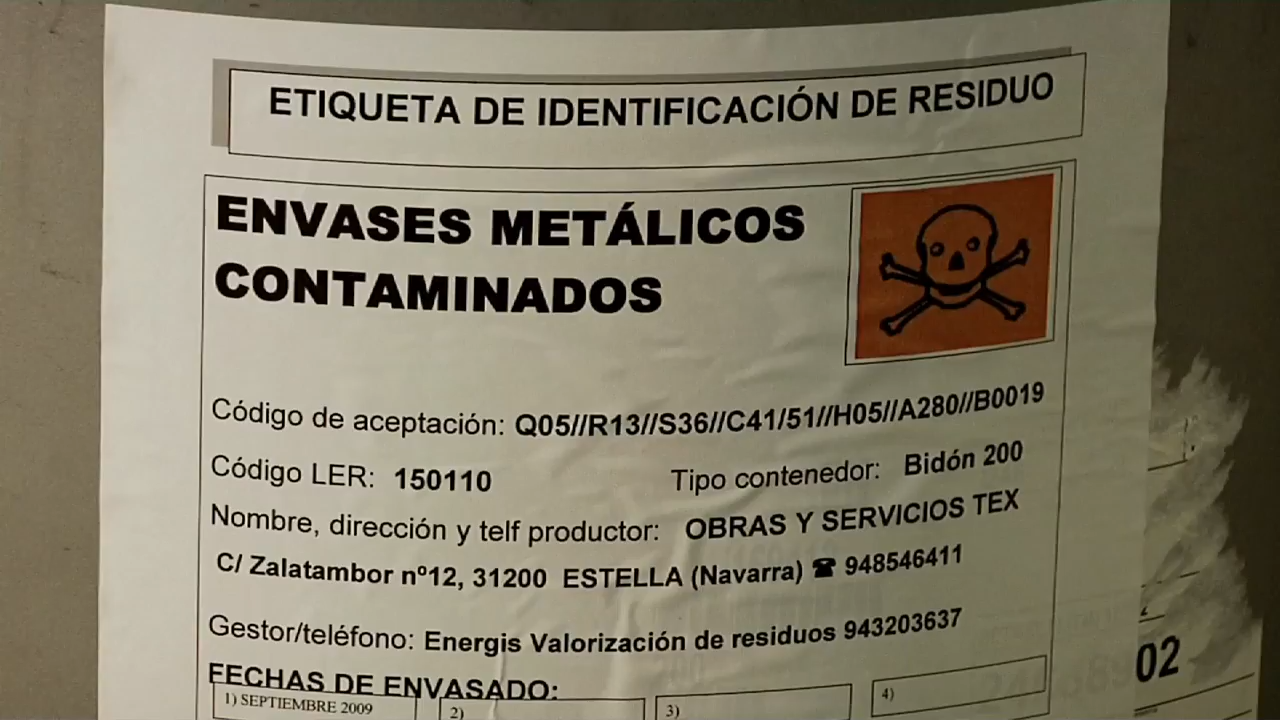 ETIQUETA DE IDENTIFICACIÓN DE RESIDUO
ENVASES METÁLICOS
CONTAMINADOS
Código de aceptación: Q05//R13//S36//C41/51//H05//A280//B0019
Código LER: 150110 Tipo contenedor: Bidón 200
Nombre, dirección y telf productor: OBRAS Y SERVICIOS TEX
C/ Zalatambor nº12, 31200 ESTELLA (Navarra) ☎ 948546411
Gestor/teléfono: Energis Valorización de residuos 943203637
FECHAS DE ENVASADO:
1) SEPTIEMBRE 2009 2) 3) 4)
02